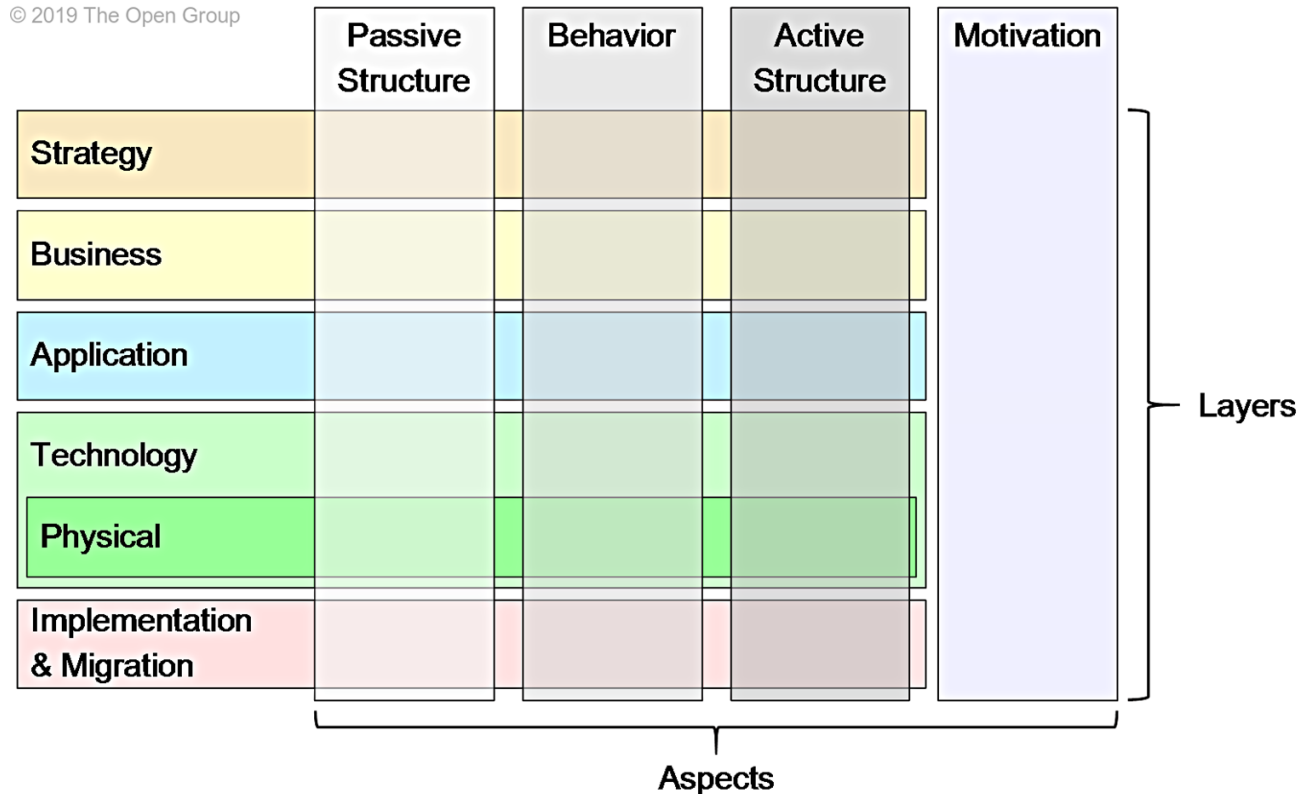 © 2019 The Open Group
Passive
Structure
Behavior
Active
Structure
Motivation
Strategy
Business
Application
Technology
Physical
Implementation
& Migration
Layers
Aspects